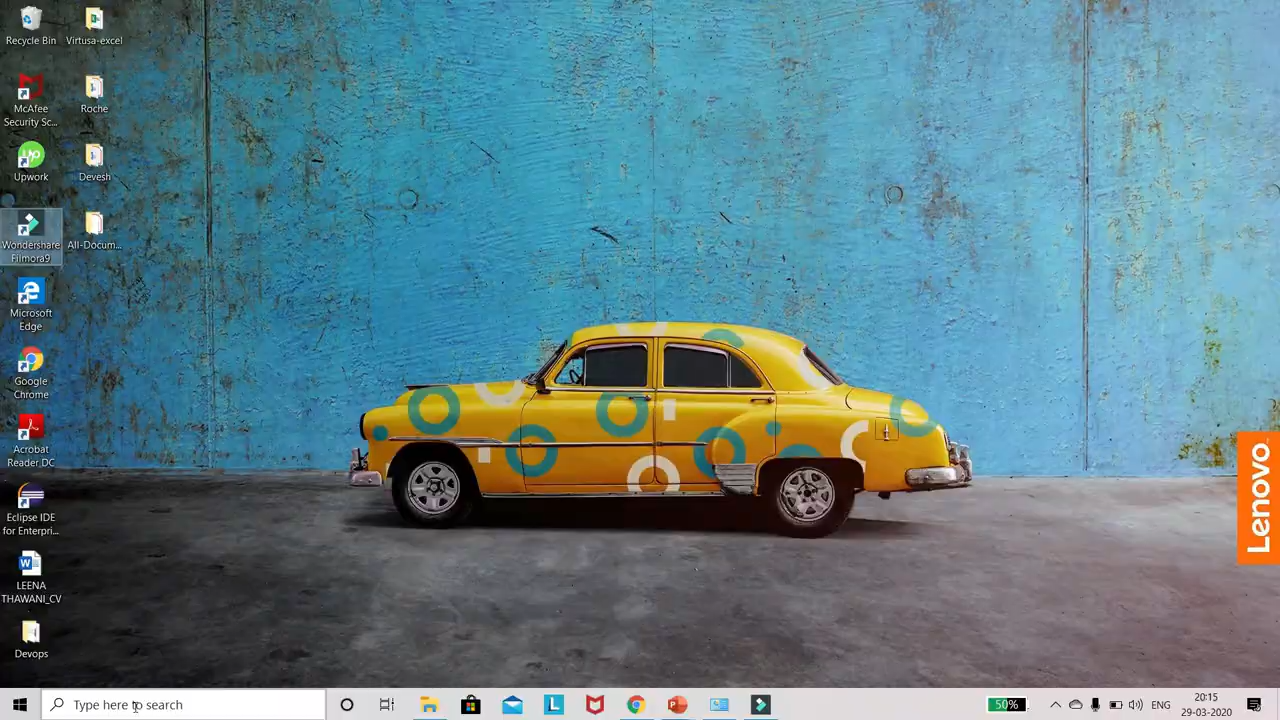 Recycle Bin
Virtusa-excel
McAfee
Security Sc...
Roche
Upwork
Devesh
Wondershare
Filmora9
All-Docum...
Microsoft
Edge
Google
Chrome
Acrobat
Reader DC
Eclipse IDE
for Enterpri...
LEENA
THAWANI_CV
Devops
Lenovo
Type here to search
50%
ENG
20:15
29-03-2020